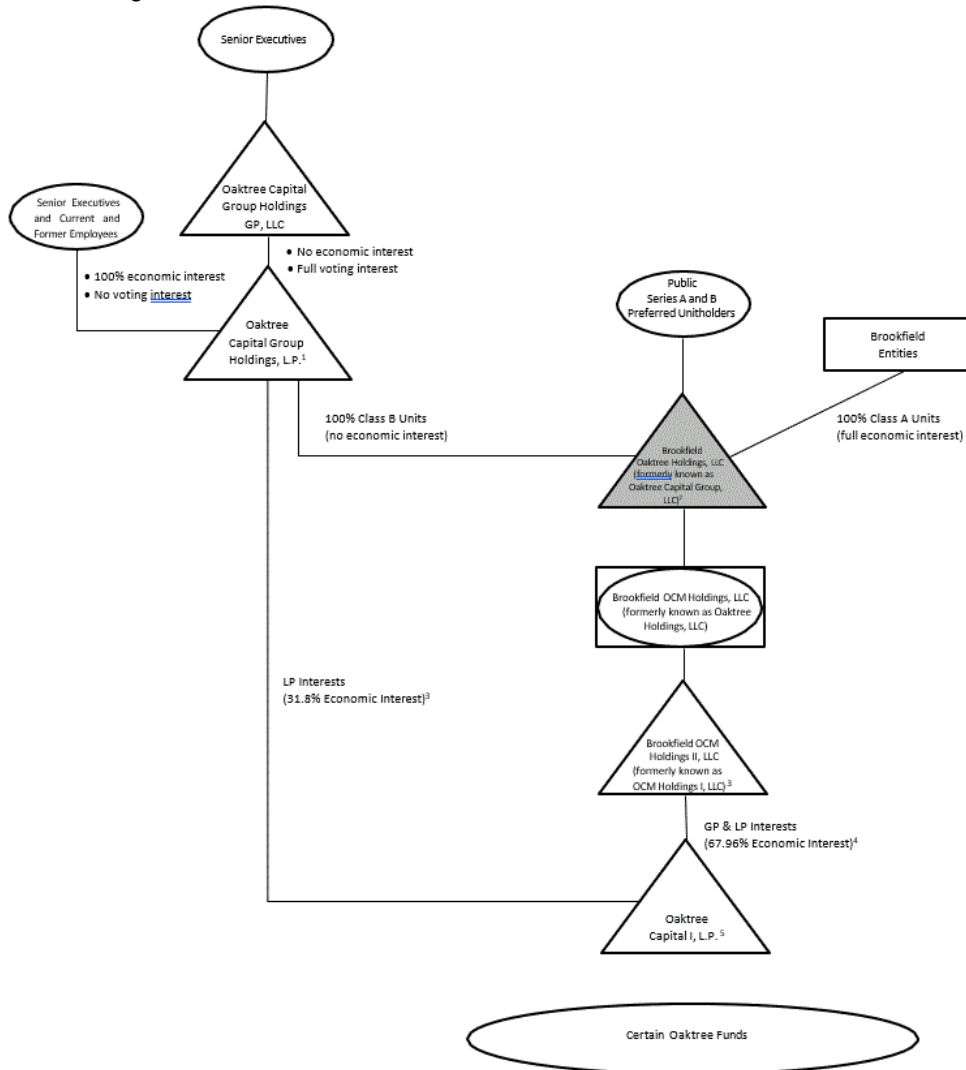 Senior Executives
Oaktree Capital
Group Holdings
GP, LLC
Senior Executives
and Current and
Former Employees
• No economic interest
• Full voting interest
• 100% economic interest
• No voting interest
Oaktree
Capital Group
Holdings, L.P.¹
Public
Series A and B
Preferred Unitholders
Brookfield
Entities
100% Class B Units
(no economic interest)
100% Class A Units
(full economic interest)
Brookfield
Oaktree Holdings, LLC
(formerly known as
Oaktree Capital Group,
LLC)²
Brookfield OCM Holdings, LLC
(formerly known as Oaktree
Holdings, LLC)
LP Interests
(31.8% Economic Interest)³
Brookfield OCM
Holdings II, LLC
(formerly known as
OCM Holdings I, LLC) ³
GP & LP Interests
(67.96% Economic Interest)⁴
Oaktree
Capital I, L.P. ⁵
Certain Oaktree Funds